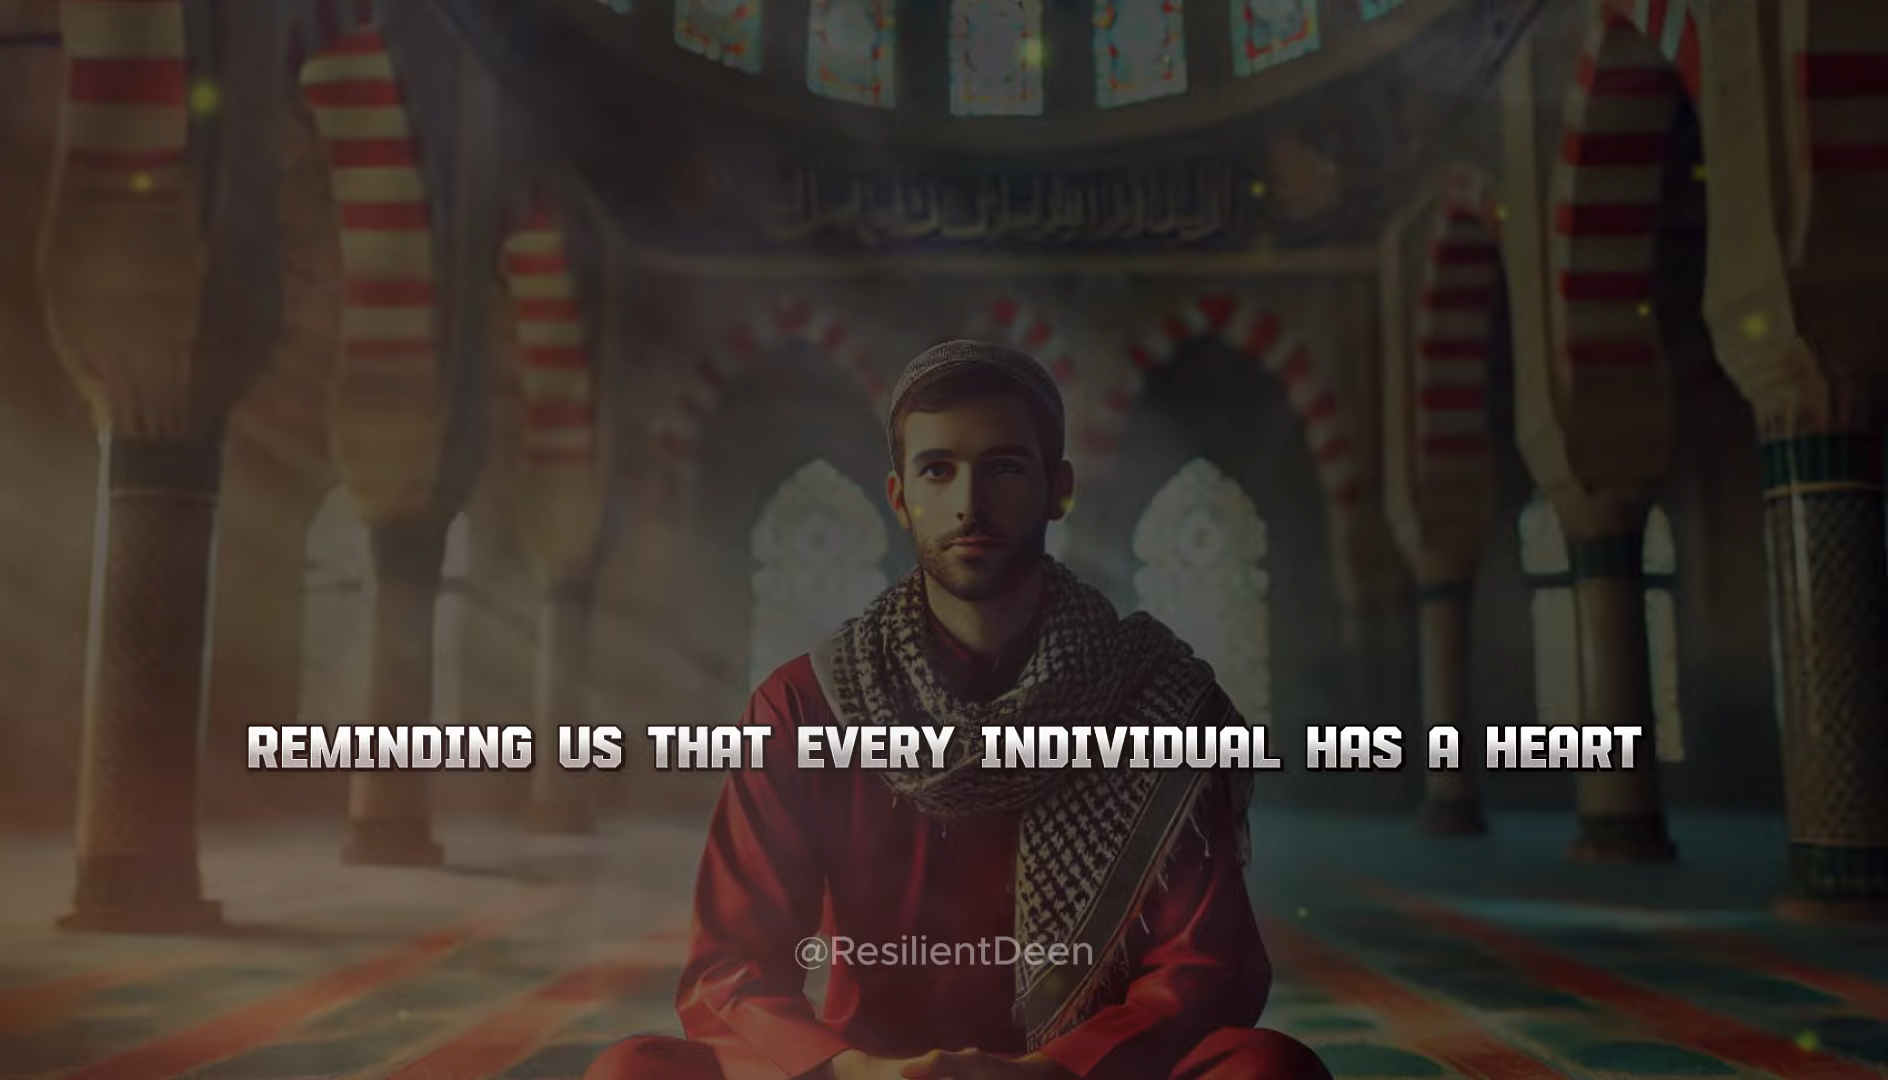 REMINDING US THAT EVERY INDIVIDUAL HAS A HEART
@ResilientDeen